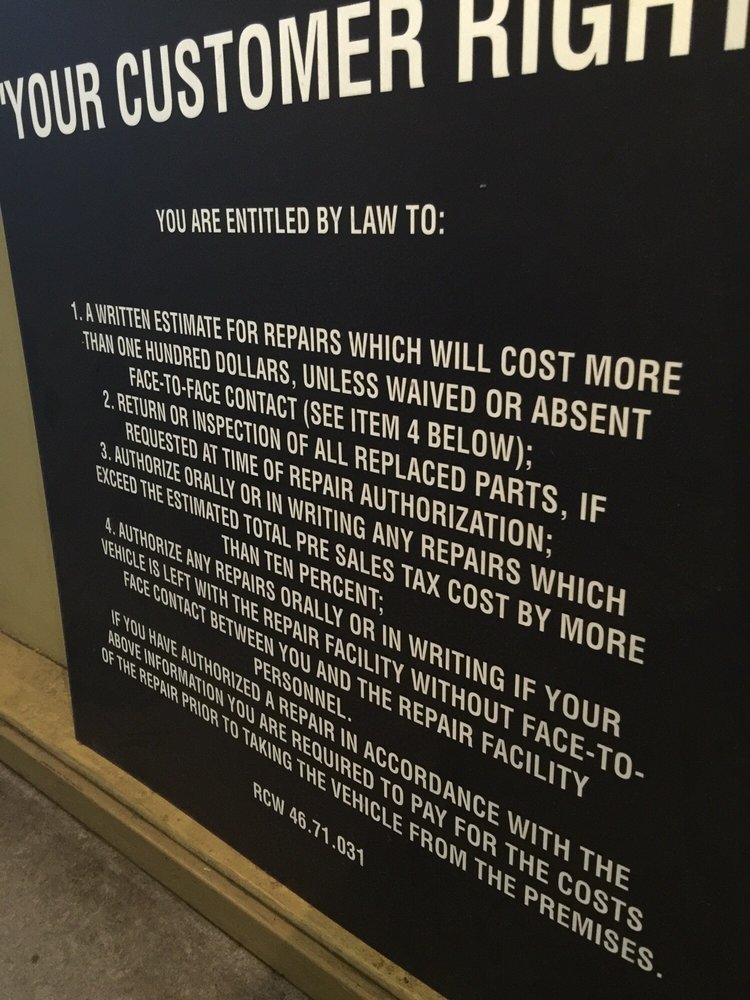 "YOUR CUSTOMER RIGHT
YOU ARE ENTITLED BY LAW TO:
1. A WRITTEN ESTIMATE FOR REPAIRS WHICH WILL COST MORE
THAN ONE HUNDRED DOLLARS, UNLESS WAIVED OR ABSENT
FACE-TO-FACE CONTACT (SEE ITEM 4 BELOW);
2. RETURN OR INSPECTION OF ALL REPLACED PARTS, IF
REQUESTED AT TIME OF REPAIR AUTHORIZATION;
3. AUTHORIZE ORALLY OR IN WRITING ANY REPAIRS WHICH
EXCEED THE ESTIMATED TOTAL PRE SALES TAX COST BY MORE
THAN TEN PERCENT;
4. AUTHORIZE ANY REPAIRS ORALLY OR IN WRITING IF YOUR
VEHICLE IS LEFT WITH THE REPAIR FACILITY WITHOUT FACE-TO-
FACE CONTACT BETWEEN YOU AND THE REPAIR FACILITY
PERSONNEL.
IF YOU HAVE AUTHORIZED A REPAIR IN ACCORDANCE WITH THE
ABOVE INFORMATION YOU ARE REQUIRED TO PAY FOR THE COSTS
OF THE REPAIR PRIOR TO TAKING THE VEHICLE FROM THE PREMISES.
RCW 46.71.031